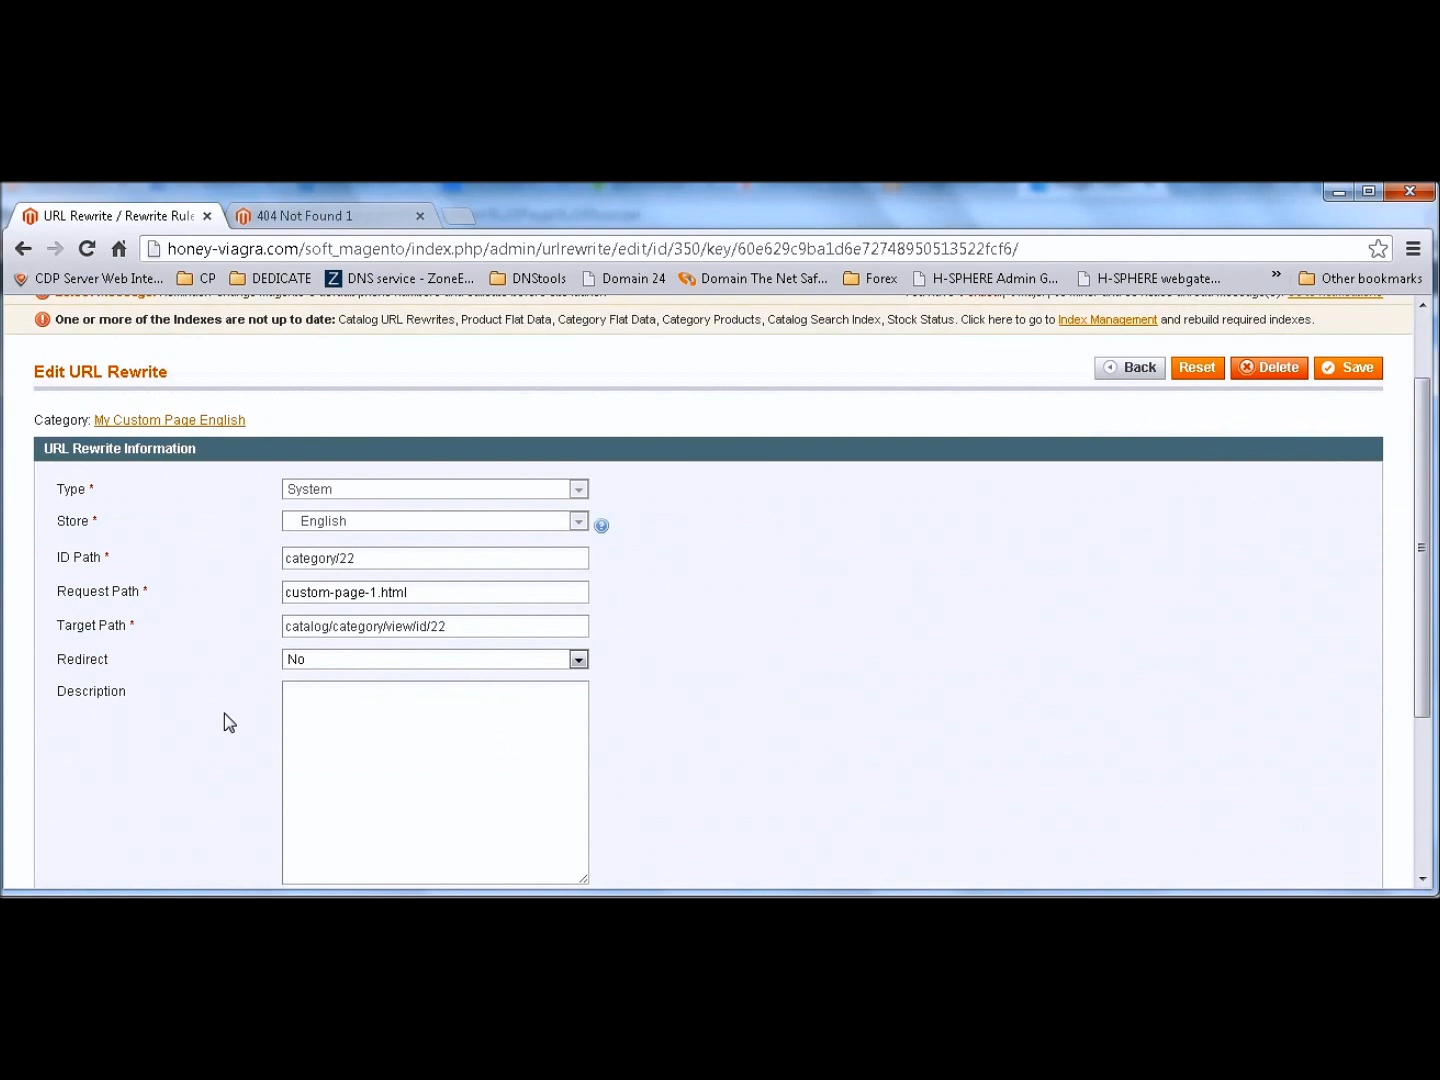 URL Rewrite / Rewrite Rule
404 Not Found 1
honey-viagra.com/soft_magento/index.php/admin/urlrewrite/edit/id/350/key/60e629c9ba1d6e72748950513522fcf6/
CDP Server Web Inte... CP DEDICATE DNS service - ZoneE... DNStools Domain 24 Domain The Net Saf... Forex H-SPHERE Admin G... H-SPHERE webgate... » Other bookmarks
One or more of the Indexes are not up to date: Catalog URL Rewrites, Product Flat Data, Category Flat Data, Category Products, Catalog Search Index, Stock Status. Click here to go to Index Management and rebuild required indexes.
Edit URL Rewrite
Back Reset Delete Save
Category: My Custom Page English
URL Rewrite Information
Type * System
Store * English
ID Path * category/22
Request Path * custom-page-1.html
Target Path * catalog/category/view/id/22
Redirect No
Description